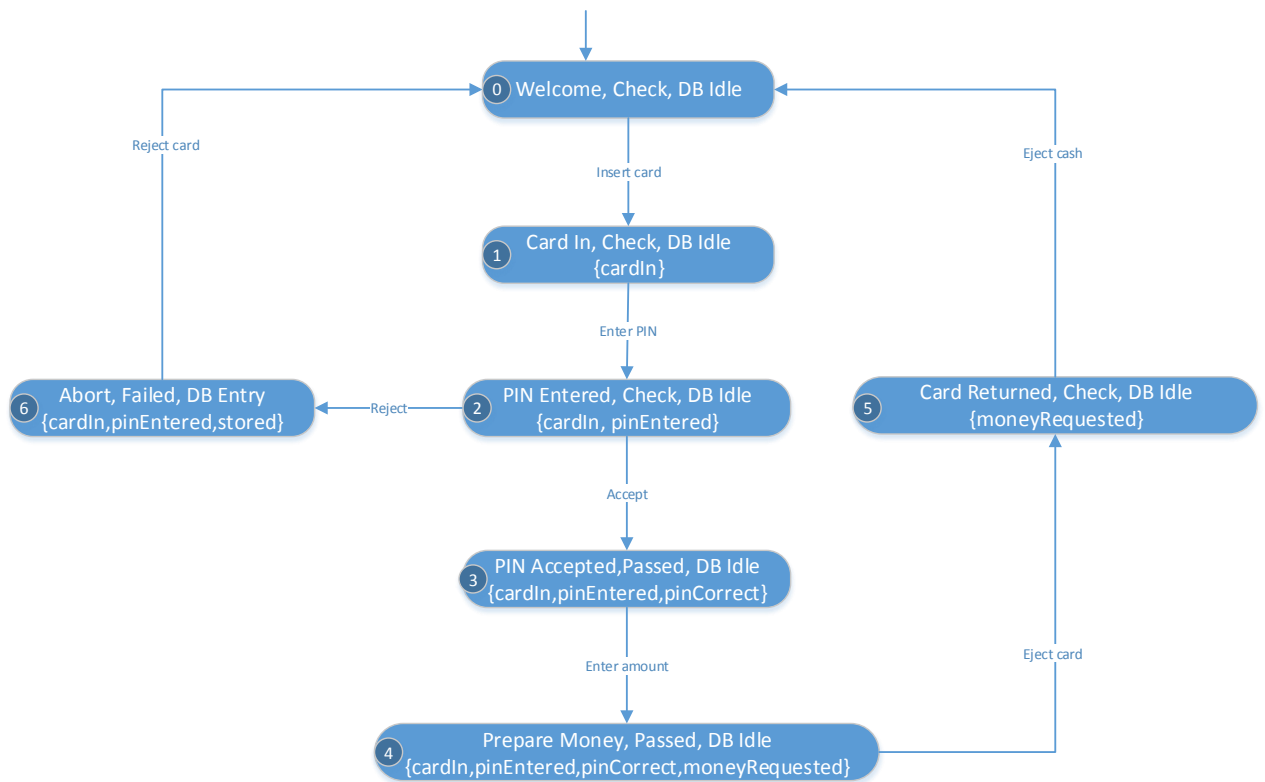 0 Welcome, Check, DB Idle
Reject card
Eject cash
Insert card
1 Card In, Check, DB Idle
{cardIn}
Enter PIN
6 Abort, Failed, DB Entry
{cardIn,pinEntered,stored}
Reject
2 PIN Entered, Check, DB Idle
{cardIn, pinEntered}
5 Card Returned, Check, DB Idle
{moneyRequested}
Accept
3 PIN Accepted,Passed, DB Idle
{cardIn,pinEntered,pinCorrect}
Enter amount
Eject card
4 Prepare Money, Passed, DB Idle
{cardIn,pinEntered,pinCorrect,moneyRequested}